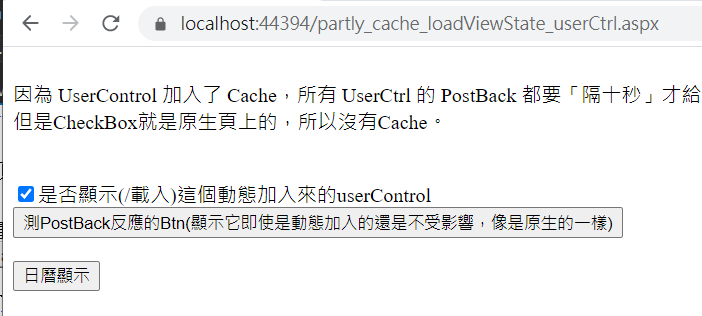 localhost:44394/partly_cache_loadViewState_userCtrl.aspx
因為 UserControl 加入了 Cache，所有 UserCtrl 的 PostBack 都要「隔十秒」才給
但是CheckBox就是原生頁上的，所以沒有Cache。
是否顯示(/載入)這個動態加入來的userControl
測PostBack反應的Btn(顯示它即使是動態加入的還是不受影響，像是原生的一樣)
日曆顯示